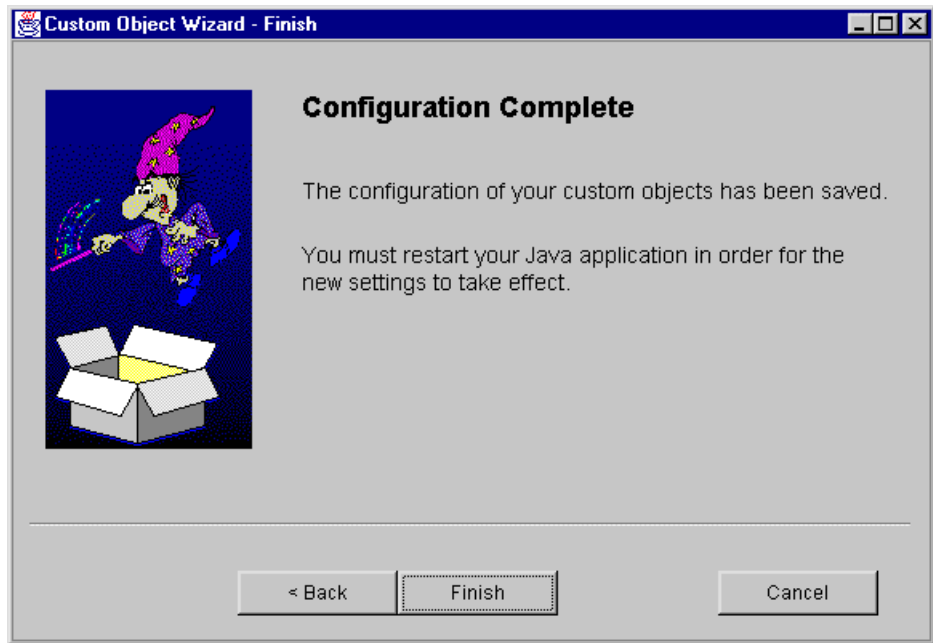 Custom Object Wizard - Finish
Configuration Complete
The configuration of your custom objects has been saved.
You must restart your Java application in order for the
new settings to take effect.
< Back
Finish
Cancel